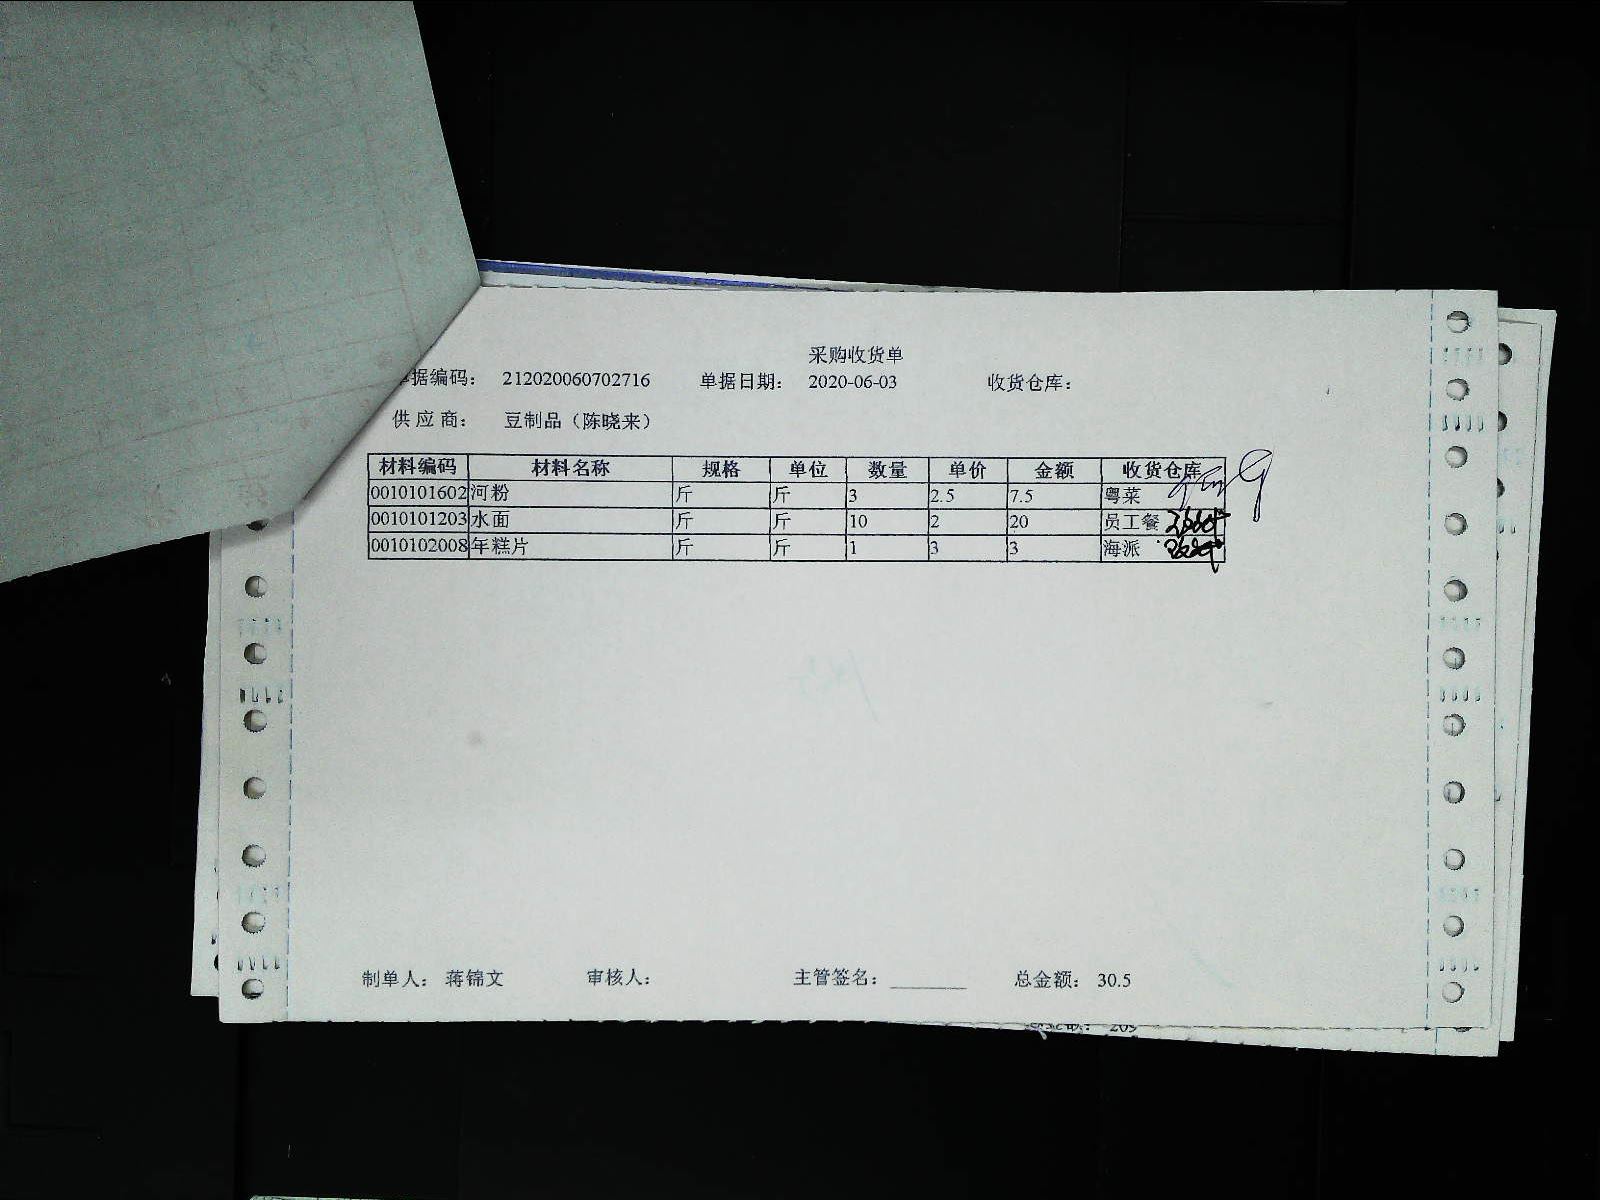 采购收货单
单据编码： 212020060702716 单据日期： 2020-06-03 收货仓库：
供应商： 豆制品（陈晓来）
材料编码 材料名称 规格 单位 数量 单价 金额 收货仓库
0010101602 河粉 斤 斤 3 2.5 7.5 粤菜
0010101203 水面 斤 斤 10 2 20 员工餐
0010102008 年糕片 斤 斤 1 3 3 海派
制单人： 蒋锦文 审核人： 主管签名： ________ 总金额： 30.5